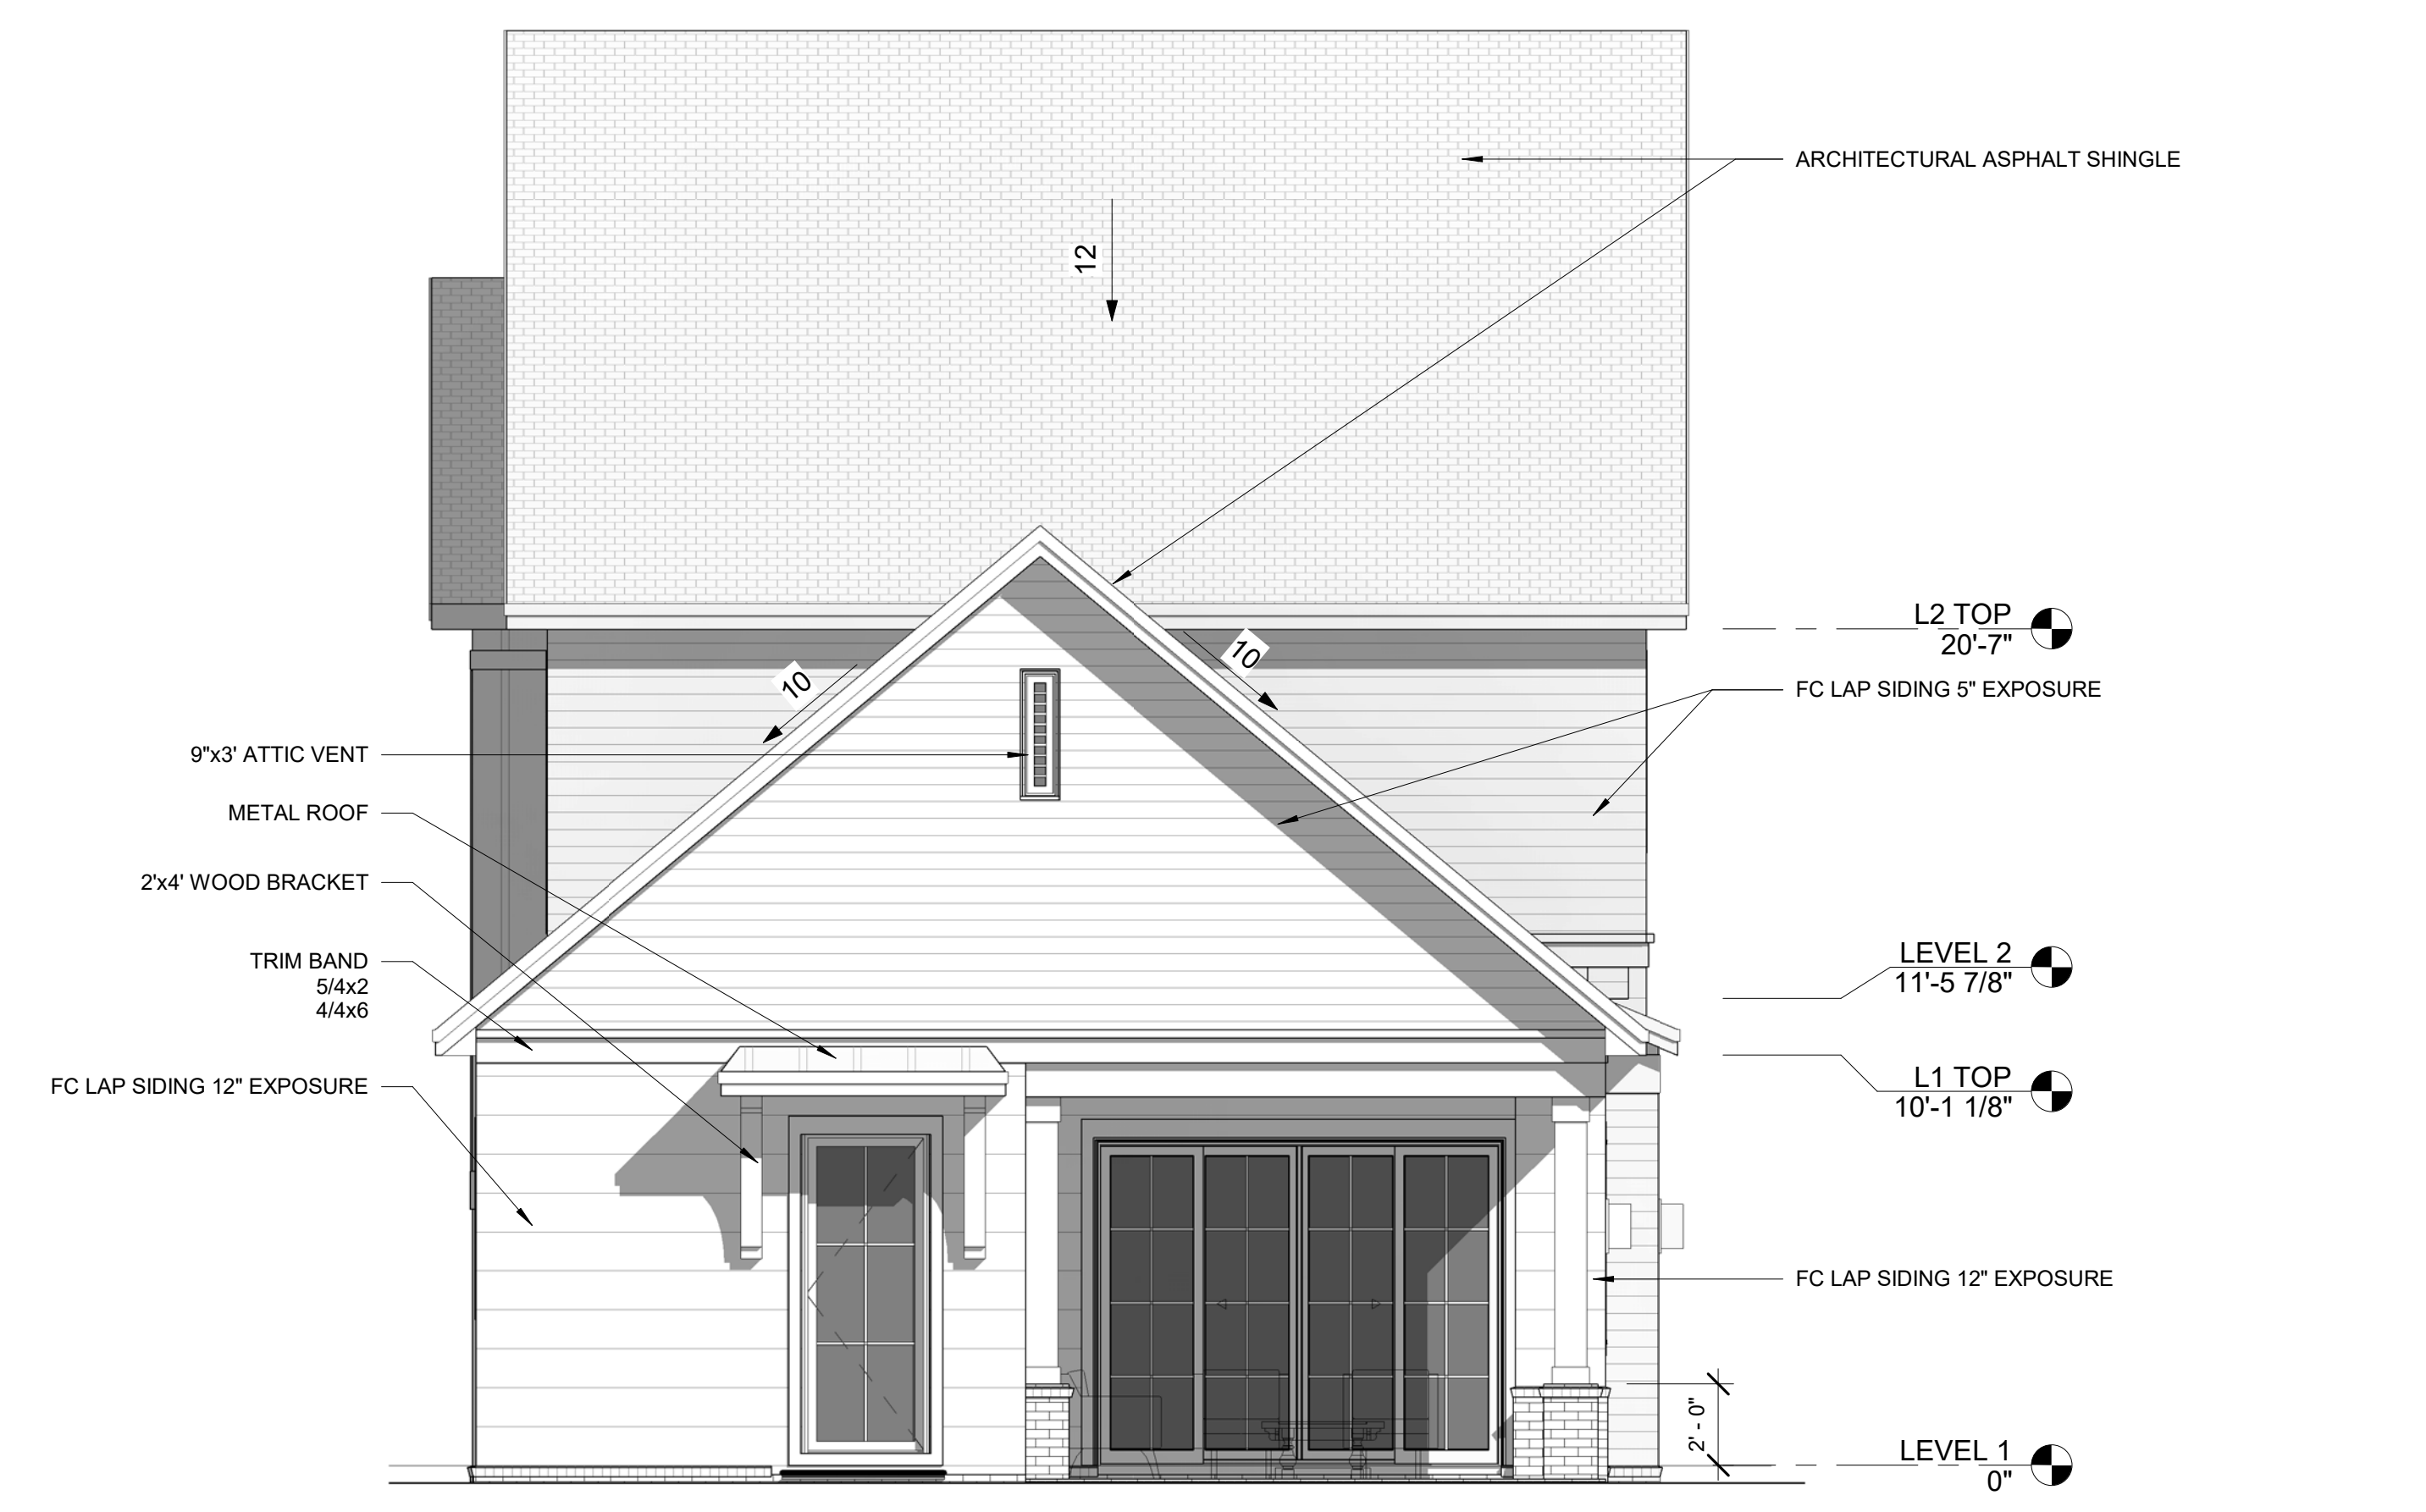 ARCHITECTURAL ASPHALT SHINGLE
12
L2 TOP
20'-7"
10
10
FC LAP SIDING 5" EXPOSURE
9"x3' ATTIC VENT
METAL ROOF
2'x4' WOOD BRACKET
TRIM BAND
5/4x2
4/4x6
LEVEL 2
11'-5 7/8"
L1 TOP
10'-1 1/8"
FC LAP SIDING 12" EXPOSURE
FC LAP SIDING 12" EXPOSURE
2' - 0"
LEVEL 1
0"